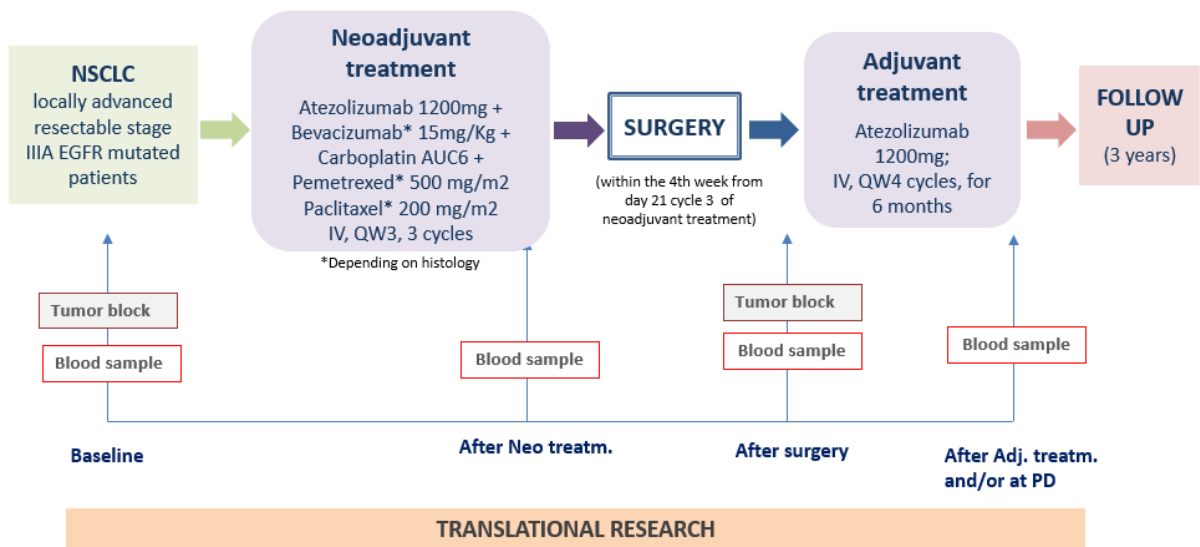 NSCLC
locally advanced
resectable stage
IIIA EGFR mutated
patients
Neoadjuvant
treatment
Atezolizumab 1200mg +
Bevacizumab* 15mg/Kg +
Carboplatin AUC6 +
Pemetrexed* 500 mg/m2
Paclitaxel* 200 mg/m2
IV, QW3, 3 cycles
*Depending on histology
SURGERY
(within the 4th week from
day 21 cycle 3 of
neoadjuvant treatment)
Adjuvant
treatment
Atezolizumab
1200mg;
IV, QW4 cycles, for
6 months
FOLLOW
UP
(3 years)
Tumor block
Blood sample
Blood sample
Tumor block
Blood sample
Blood sample
Baseline
After Neo treatm.
After surgery
After Adj. treatm.
and/or at PD
TRANSLATIONAL RESEARCH